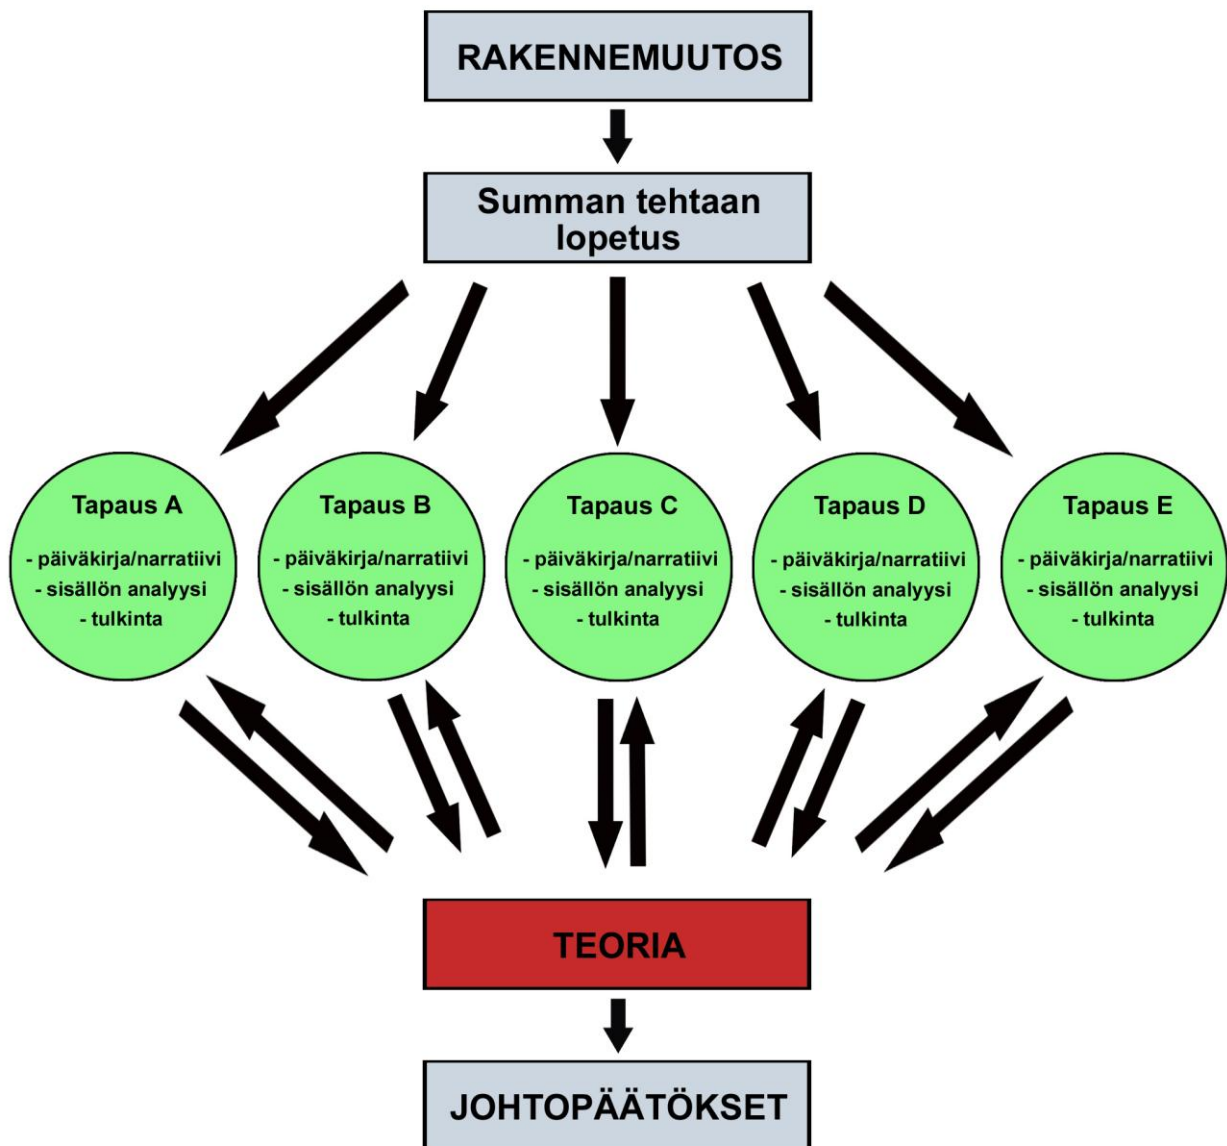 RAKENNEMUUTOS
Summan tehtaan
lopetus
Tapaus A
- päiväkirja/narratiivi
- sisällön analyysi
- tulkinta
Tapaus B
- päiväkirja/narratiivi
- sisällön analyysi
- tulkinta
Tapaus C
- päiväkirja/narratiivi
- sisällön analyysi
- tulkinta
Tapaus D
- päiväkirja/narratiivi
- sisällön analyysi
- tulkinta
Tapaus E
- päiväkirja/narratiivi
- sisällön analyysi
- tulkinta
TEORIA
JOHTOPÄÄTÖKSET